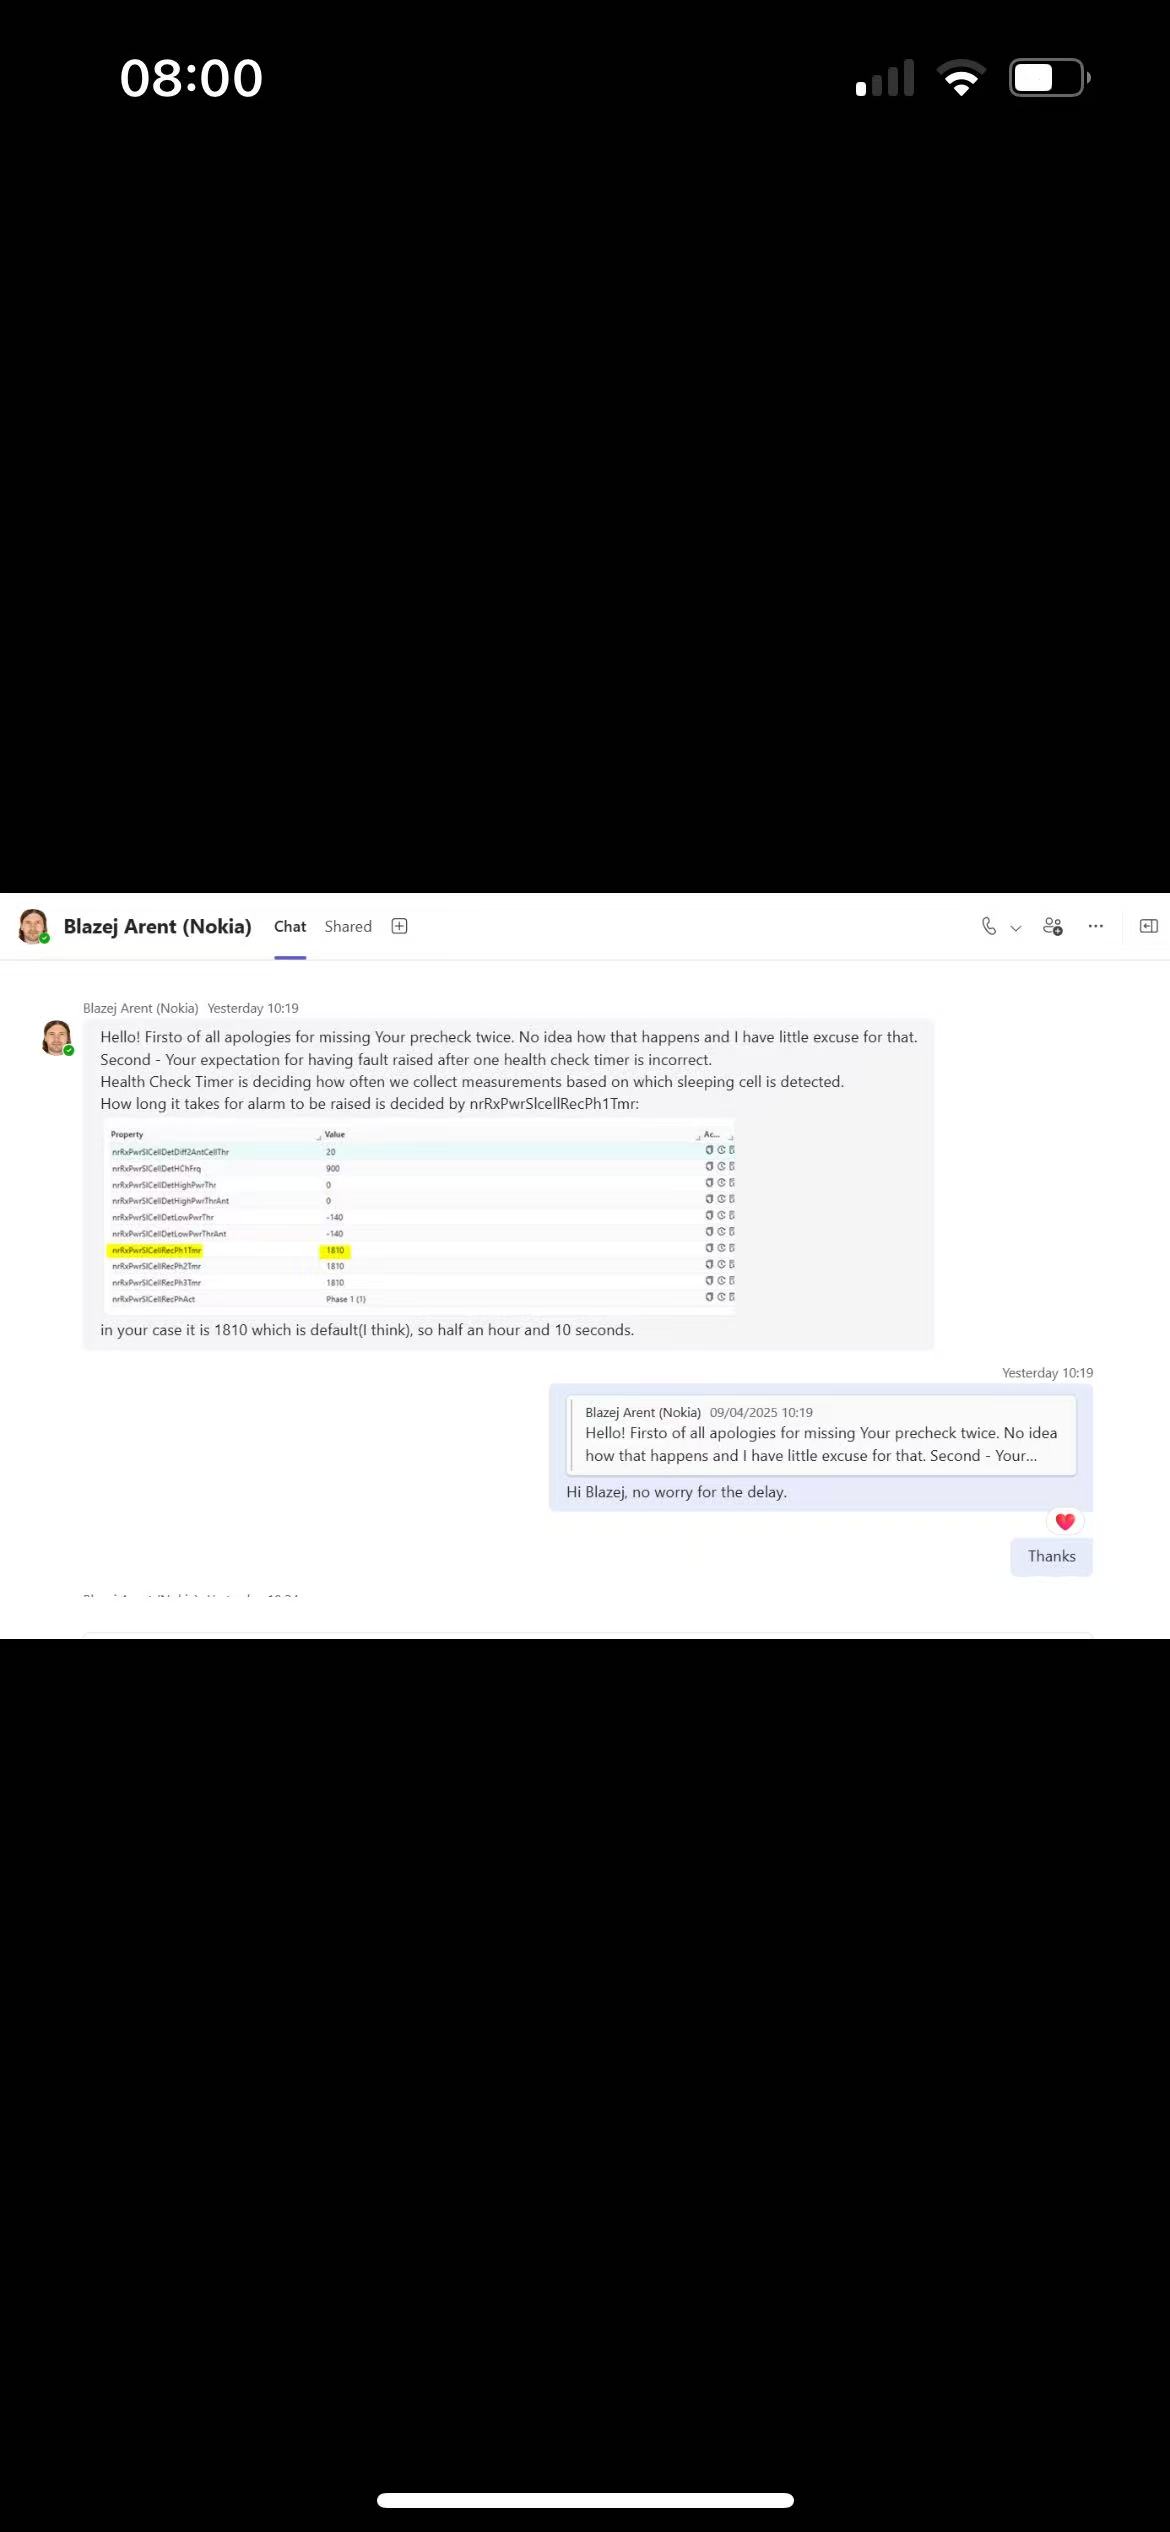 08:00
Blazej Arent (Nokia) Chat Shared
Blazej Arent (Nokia) Yesterday 10:19
Hello! Firsto of all apologies for missing Your precheck twice. No idea how that happens and I have little excuse for that.
Second - Your expectation for having fault raised after one health check timer is incorrect.
Health Check Timer is deciding how often we collect measurements based on which sleeping cell is detected.
How long it takes for alarm to be raised is decided by nrRxPwrSlcellRecPh1Tmr:
Property Value Ac...
nrRxPwrSlCellDetDiff2AntCellThr 20
nrRxPwrSlCellDetHChFrq 900
nrRxPwrSlCellDetHighPwrThr 0
nrRxPwrSlCellDetHighPwrThrAnt 0
nrRxPwrSlCellDetLowPwrThr -140
nrRxPwrSlCellDetLowPwrThrAnt -140
nrRxPwrSlCellRecPh1Tmr 1810
nrRxPwrSlCellRecPh2Tmr 1810
nrRxPwrSlCellRecPh3Tmr 1810
nrRxPwrSlCellRecPhAct Phase 1 (1)
in your case it is 1810 which is default(I think), so half an hour and 10 seconds.
Yesterday 10:19
Blazej Arent (Nokia) 09/04/2025 10:19
Hello! Firsto of all apologies for missing Your precheck twice. No idea
how that happens and I have little excuse for that. Second - Your...
Hi Blazej, no worry for the delay.
Thanks